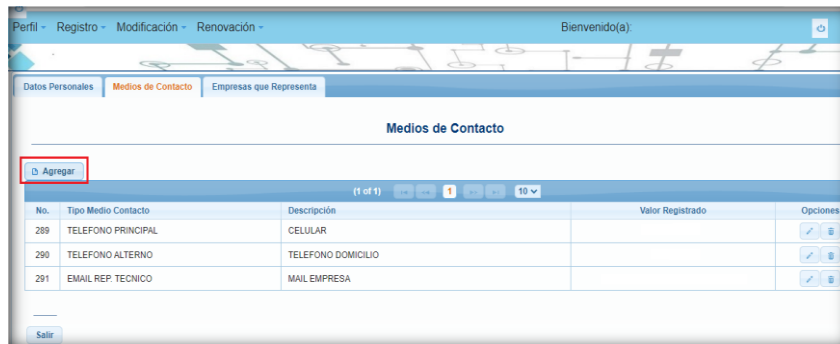 Perfil Registro Modificación Renovación Bienvenido(a):
Datos Personales Medios de Contacto Empresas que Representa
Medios de Contacto
Agregar
(1 of 1) 1 10
No. Tipo Medio Contacto Descripción Valor Registrado Opciones
289 TELEFONO PRINCIPAL CELULAR
290 TELEFONO ALTERNO TELEFONO DOMICILIO
291 EMAIL REP. TECNICO MAIL EMPRESA
Salir